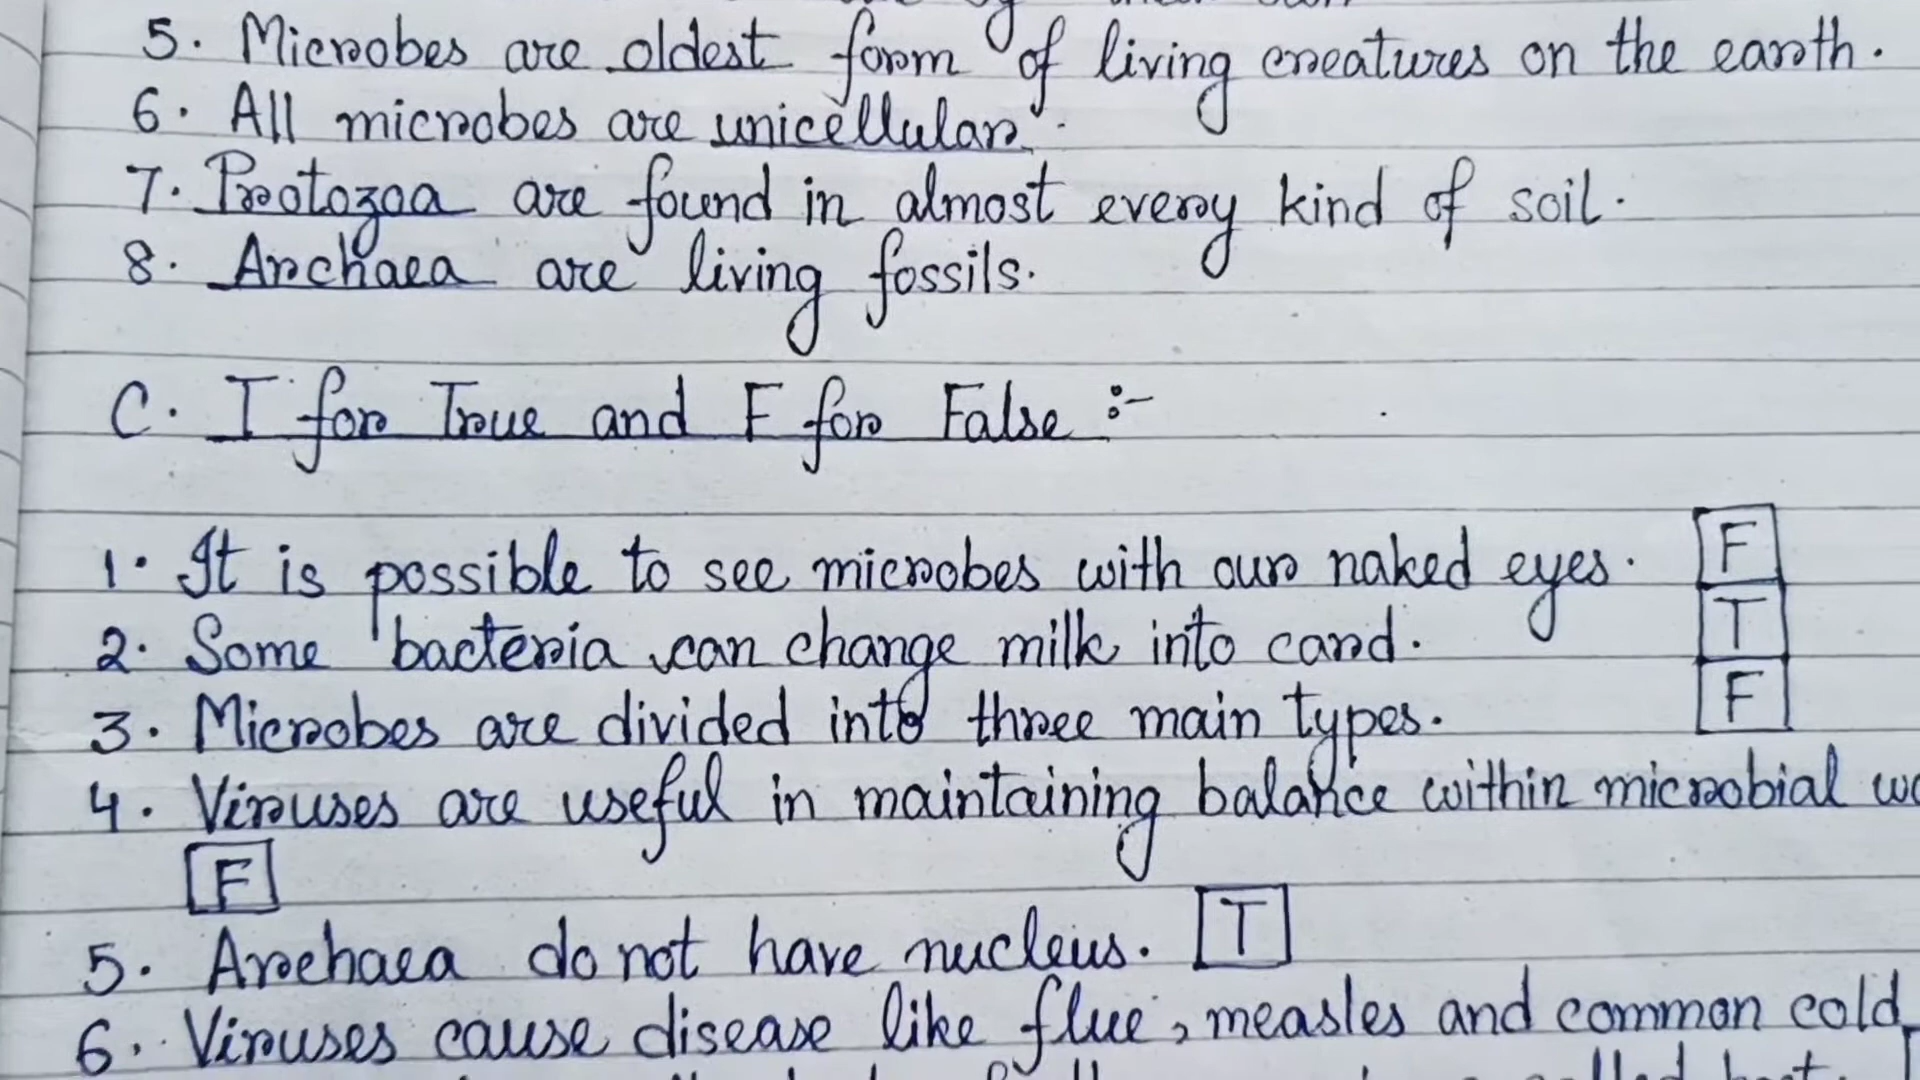 5. Microbes are oldest form of living creatures on the earth.
6. All microbes are unicellular.
7. Protozoa are found in almost every kind of soil.
8. Archaea are living fossils.
C. T for True and F for False :-
1. It is possible to see microbes with our naked eyes. F
2. Some bacteria can change milk into card. T
3. Microbes are divided into three main types. F
4. Viruses are useful in maintaining balance within microbial
F
5. Archaea do not have nucleus. T
6. Viruses cause disease like flue, measles and common cold